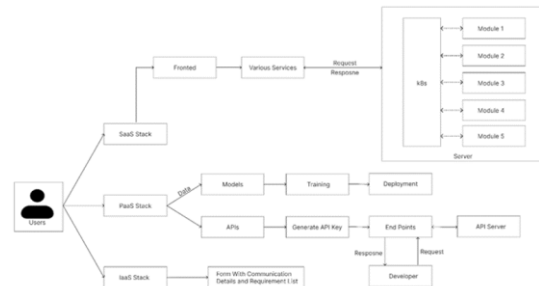 Fronted
Various Services
Request
Resposne
k8s
Module 1
Module 2
Module 3
Module 4
Module 5
Server
SaaS Stack
Users
PaaS Stack
Data
Models
Training
Deployment
APIs
Generate API Key
End Points
API Server
Resposne
Request
Developer
IaaS Stack
Form With Communication
Details and Requirement List